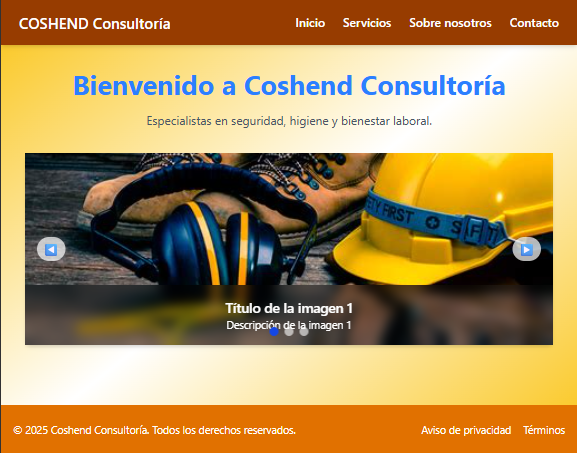 COSHEND Consultoría
Inicio Servicios Sobre nosotros Contacto
Bienvenido a Coshend Consultoría
Especialistas en seguridad, higiene y bienestar laboral.
SAFETY FIRST
Título de la imagen 1
Descripción de la imagen 1
© 2025 Coshend Consultoría. Todos los derechos reservados.
Aviso de privacidad Términos